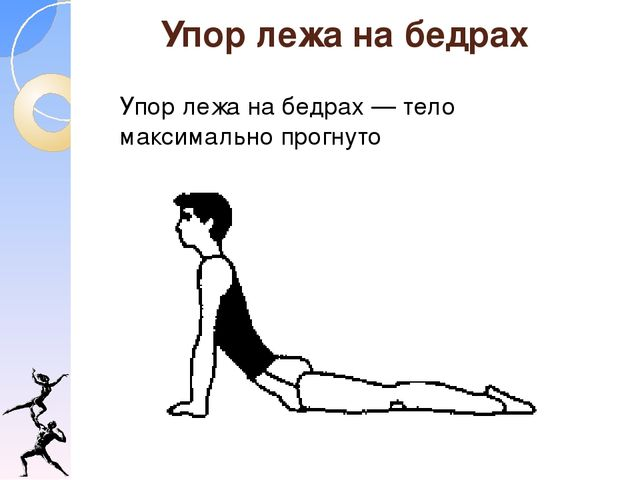 Упор лежа на бедрах
Упор лежа на бедрах — тело
максимально прогнуто